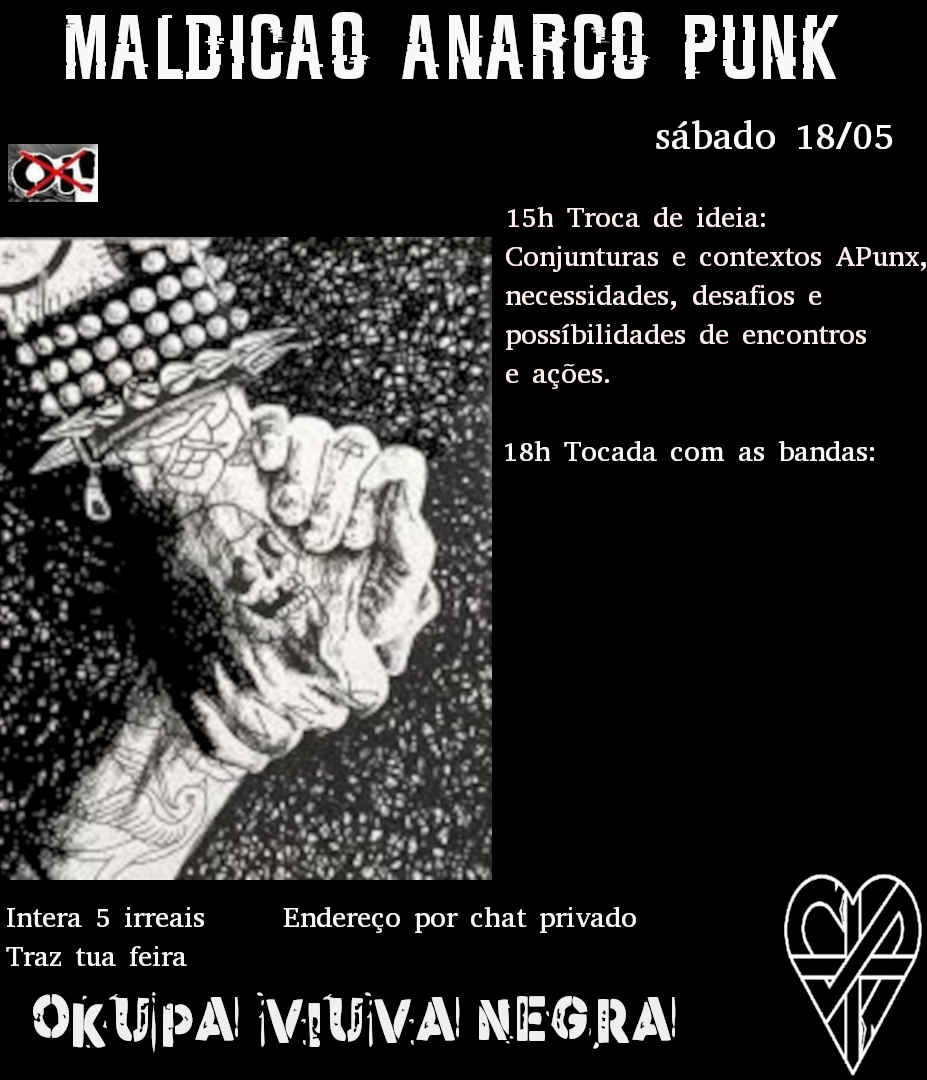 MALDICAO ANARCO PUNK
sábado 18/05
Oi!
15h Troca de ideia:
Conjunturas e contextos APunx,
necessidades, desafios e
possíbilidades de encontros
e ações.
18h Tocada com as bandas:
Intera 5 irreais
Endereço por chat privado
Traz tua feira
OKUPA VIUVA NEGRA